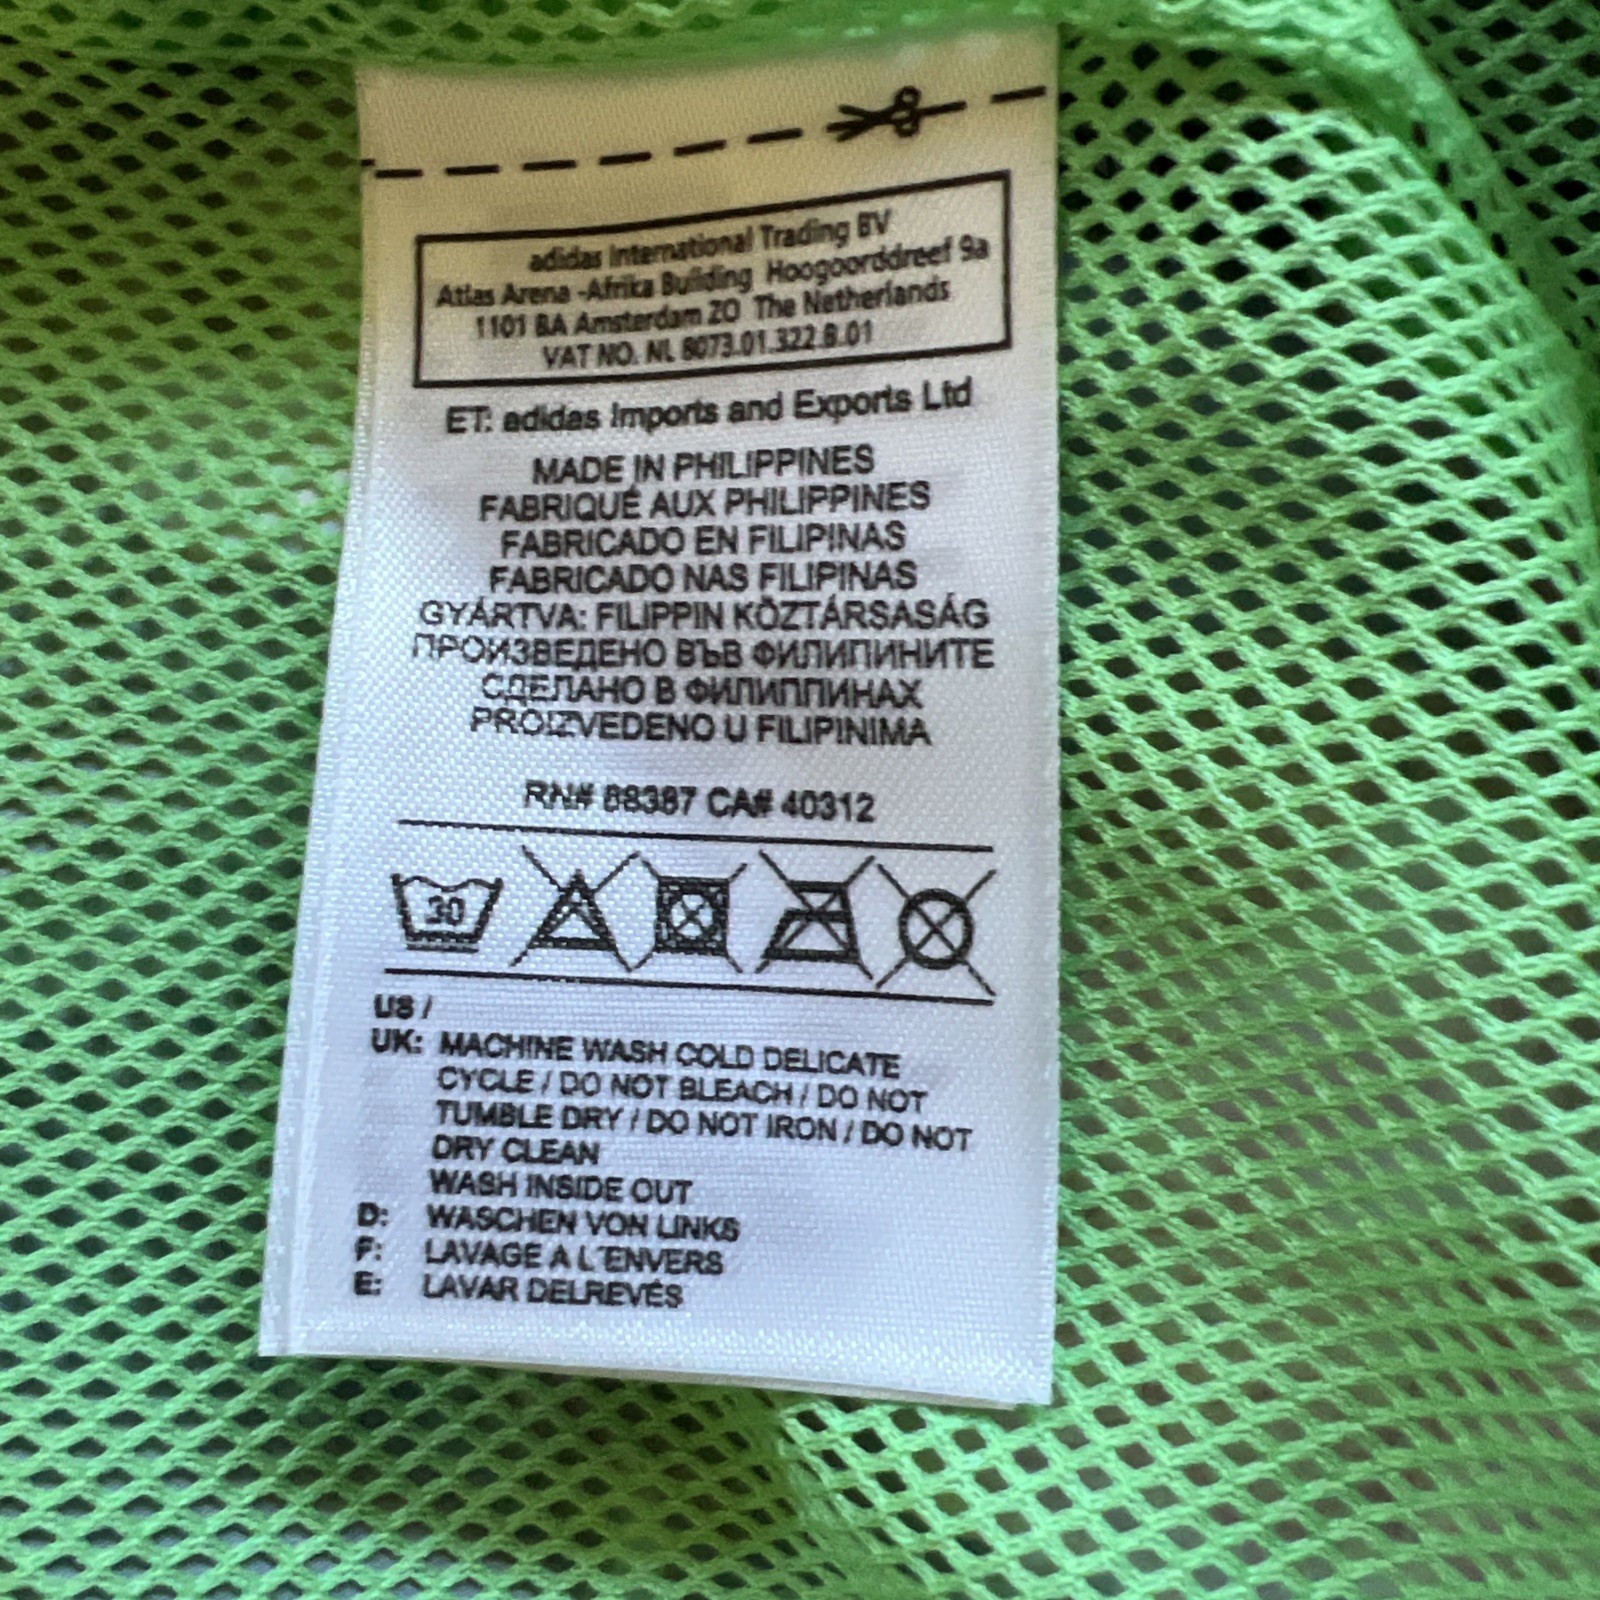 adidas International Trading BV
Atlas Arena -Afrika Building Hoogoorddreef 9a
1101 BA Amsterdam ZO The Netherlands
VAT NO. NL 8073.01.322.B.01
ET: adidas Imports and Exports Ltd
MADE IN PHILIPPINES
FABRIQUÉ AUX PHILIPPINES
FABRICADO EN FILIPINAS
FABRICADO NAS FILIPINAS
GYÁRTVA: FILIPPIN KÖZTÁRSASÁG
ПРОИЗВЕДЕНО ВЪВ ФИЛИПИНИТЕ
СДЕЛАНО В ФИЛИППИНАХ
PROIZVEDENO U FILIPINIMA
RN# 88387 CA# 40312
30
US /
UK: MACHINE WASH COLD DELICATE
CYCLE / DO NOT BLEACH / DO NOT
TUMBLE DRY / DO NOT IRON / DO NOT
DRY CLEAN
WASH INSIDE OUT
D: WASCHEN VON LINKS
F: LAVAGE A L'ENVERS
E: LAVAR DELREVÉS